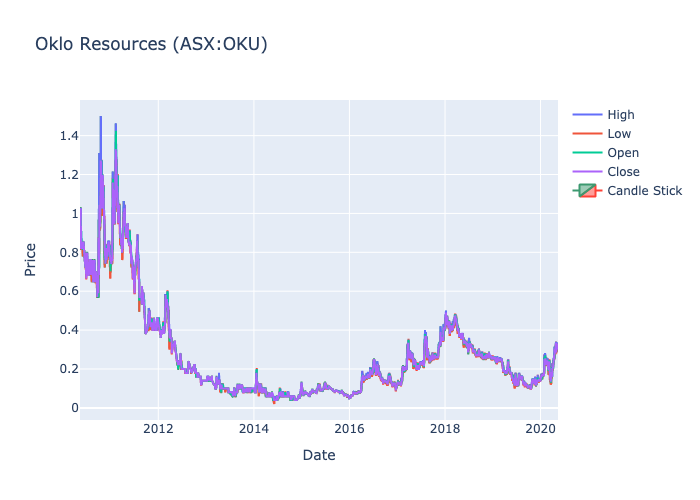 Oklo Resources (ASX:OKU)
High
Low
Open
Close
Candle Stick
Price
1.4
1.2
1
0.8
0.6
0.4
0.2
0
2012 2014 2016 2018 2020
Date